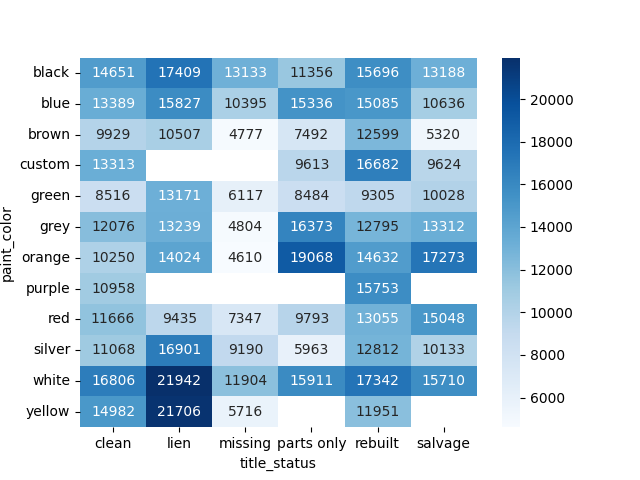 black 14651 17409 13133 11356 15696 13188
blue 13389 15827 10395 15336 15085 10636
brown 9929 10507 4777 7492 12599 5320
custom 13313 9613 16682 9624
green 8516 13171 6117 8484 9305 10028
grey 12076 13239 4804 16373 12795 13312
orange 10250 14024 4610 19068 14632 17273
purple 10958 15753
red 11666 9435 7347 9793 13055 15048
silver 11068 16901 9190 5963 12812 10133
white 16806 21942 11904 15911 17342 15710
yellow 14982 21706 5716 11951
clean lien missing parts only rebuilt salvage
title_status
paint_color
20000
18000
16000
14000
12000
10000
8000
6000